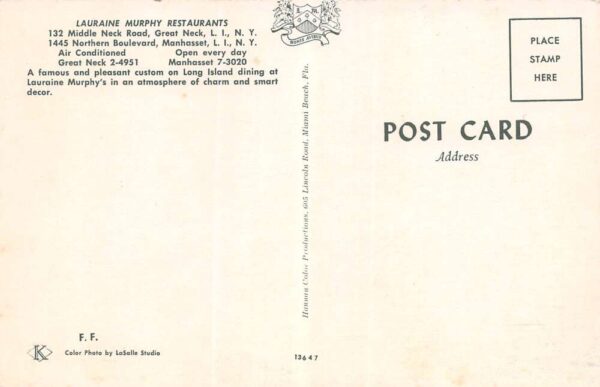 LAURAINE MURPHY RESTAURANTS
132 Middle Neck Road, Great Neck, L. I., N. Y.
1445 Northern Boulevard, Manhasset, L. I., N. Y.
Air Conditioned Open every day
Great Neck 2-4951 Manhasset 7-3020
A famous and pleasant custom on Long Island dining at
Lauraine Murphy's in an atmosphere of charm and smart
decor.
PLACE
STAMP
HERE
POST CARD
Address
Hannau Color Productions, 605 Lincoln Road, Miami Beach, Fla.
F. F.
K
Color Photo by LaSalle Studio
13647